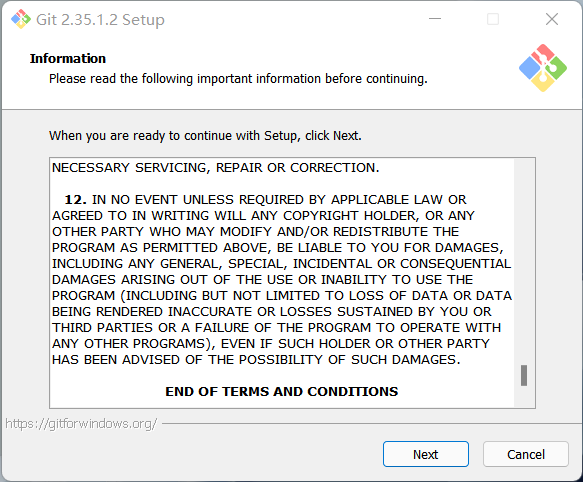 Git 2.35.1.2 Setup
Information
Please read the following important information before continuing.
When you are ready to continue with Setup, click Next.
NECESSARY SERVICING, REPAIR OR CORRECTION.
12. IN NO EVENT UNLESS REQUIRED BY APPLICABLE LAW OR
AGREED TO IN WRITING WILL ANY COPYRIGHT HOLDER, OR ANY
OTHER PARTY WHO MAY MODIFY AND/OR REDISTRIBUTE THE
PROGRAM AS PERMITTED ABOVE, BE LIABLE TO YOU FOR DAMAGES,
INCLUDING ANY GENERAL, SPECIAL, INCIDENTAL OR CONSEQUENTIAL
DAMAGES ARISING OUT OF THE USE OR INABILITY TO USE THE
PROGRAM (INCLUDING BUT NOT LIMITED TO LOSS OF DATA OR DATA
BEING RENDERED INACCURATE OR LOSSES SUSTAINED BY YOU OR
THIRD PARTIES OR A FAILURE OF THE PROGRAM TO OPERATE WITH
ANY OTHER PROGRAMS), EVEN IF SUCH HOLDER OR OTHER PARTY
HAS BEEN ADVISED OF THE POSSIBILITY OF SUCH DAMAGES.
END OF TERMS AND CONDITIONS
https://gitforwindows.org/
Next
Cancel